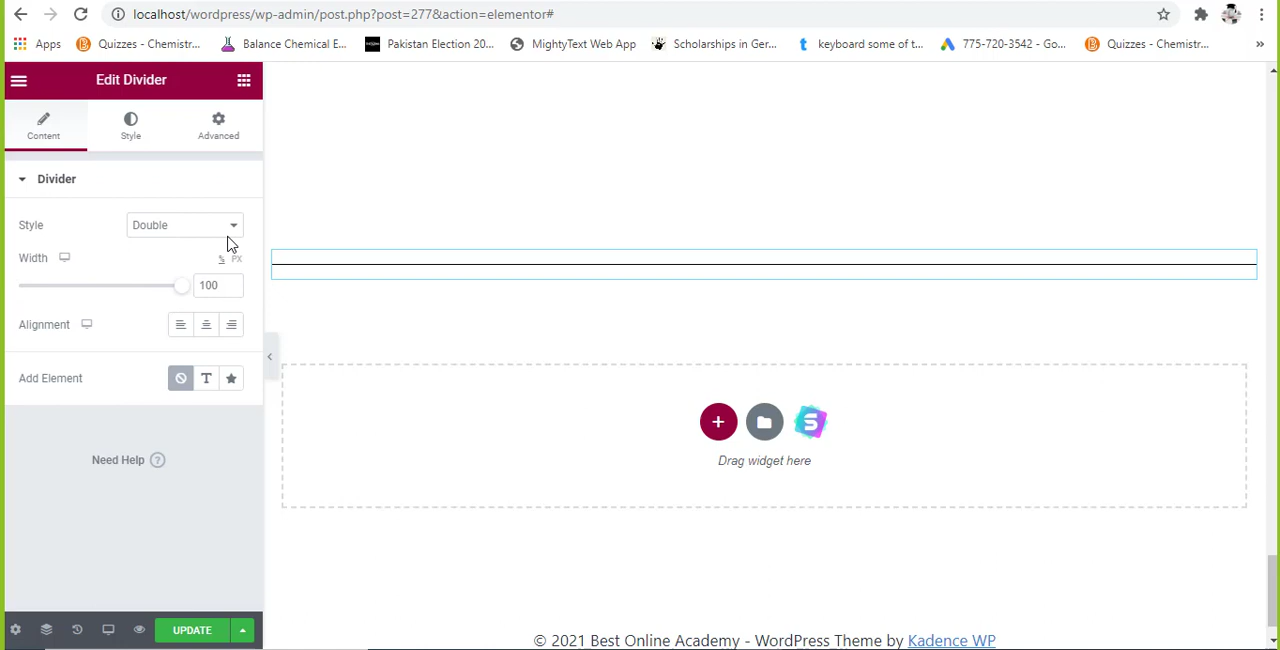 localhost/wordpress/wp-admin/post.php?post=277&action=elementor#
Apps Quizzes - Chemistr... Balance Chemical E... Pakistan Election 20... MightyText Web App Scholarships in Ger... keyboard some of t... 775-720-3542 - Go... Quizzes - Chemistr... »
Edit Divider
Content Style Advanced
Divider
Style Double
Width % PX
100
Alignment
Add Element T
Need Help ?
Drag widget here
UPDATE
© 2021 Best Online Academy - WordPress Theme by Kadence WP